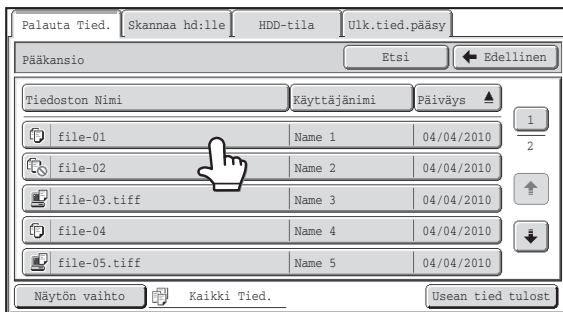 Palauta Tied. Skannaa hd:lle HDD-tila Ulk.tied.pääsy
Pääkansio Etsi Edellinen
Tiedoston Nimi Käyttäjänimi Päiväys
file-01 Name 1 04/04/2010
file-02 Name 2 04/04/2010
file-03.tiff Name 3 04/04/2010
file-04 Name 4 04/04/2010
file-05.tiff Name 5 04/04/2010
1
2
Näytön vaihto Kaikki Tied. Usean tied tulost